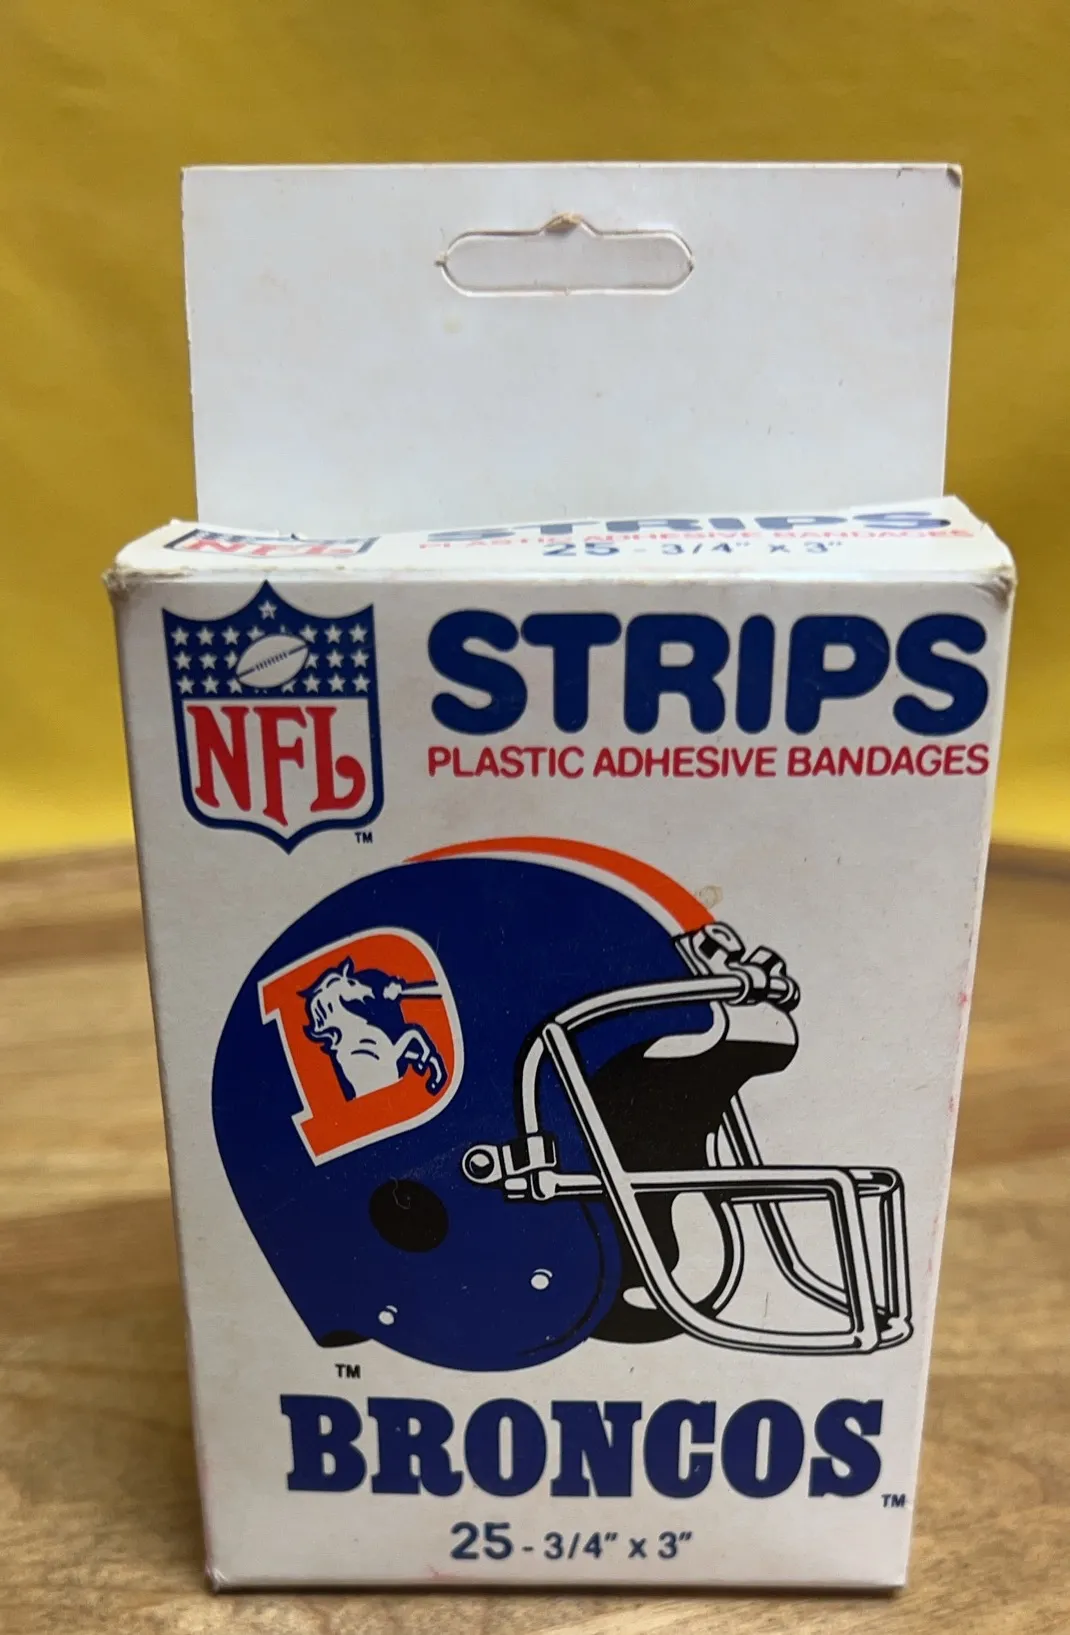 NFL
STRIPS
PLASTIC ADHESIVE BANDAGES
25 - 3/4" x 3"
NFL
TM
STRIPS
PLASTIC ADHESIVE BANDAGES
D
TM
BRONCOS
TM
25 - 3/4" x 3"